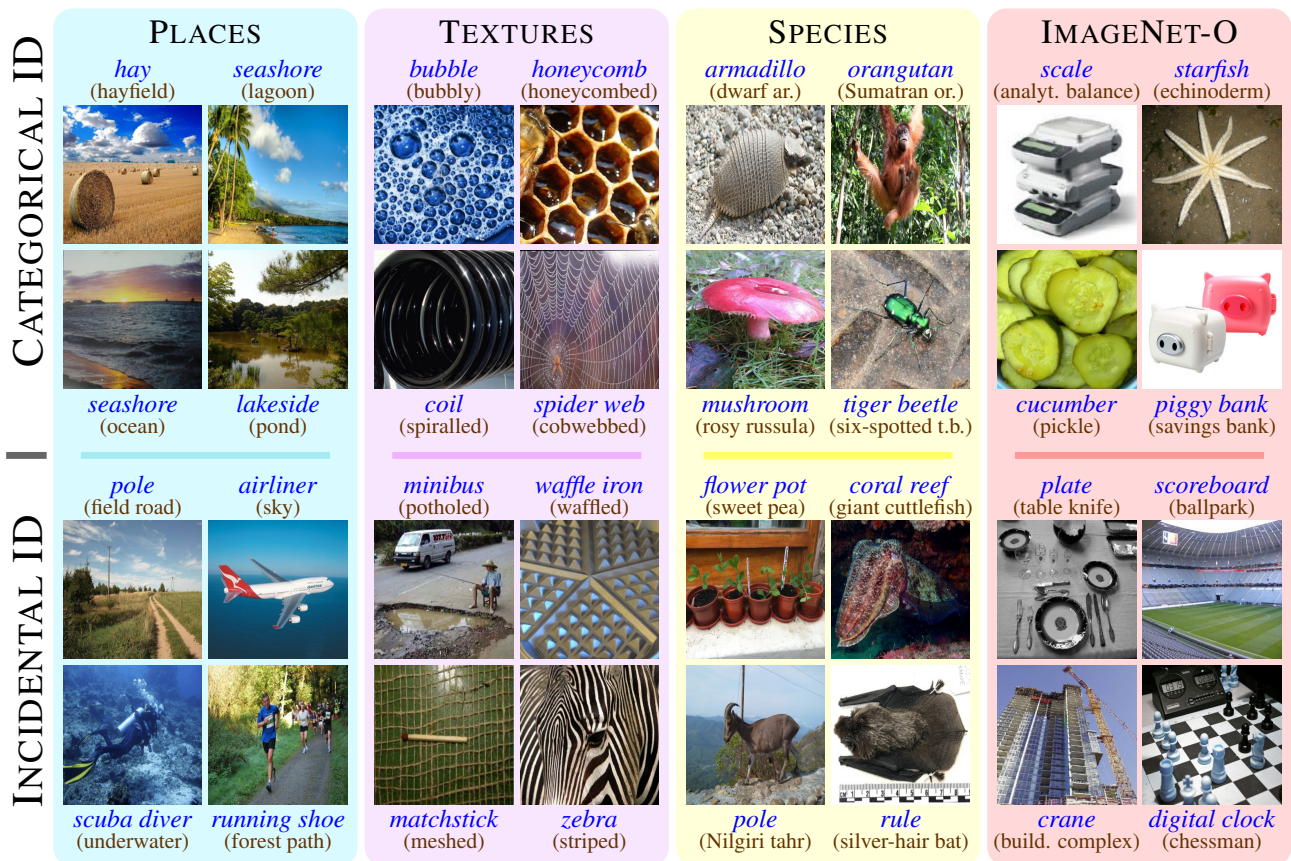 PLACES
TEXTURES
SPECIES
IMAGENET-O
CATEGORICAL ID
hay
(hayfield)
seashore
(lagoon)
bubble
(bubbly)
honeycomb
(honeycombed)
armadillo
(dwarf ar.)
orangutan
(Sumatran or.)
scale
(analyt. balance)
starfish
(echinoderm)
seashore
(ocean)
lakeside
(pond)
coil
(spiralled)
spider web
(cobwebbed)
mushroom
(rosy russula)
tiger beetle
(six-spotted t.b.)
cucumber
(pickle)
piggy bank
(savings bank)
INCIDENTAL ID
pole
(field road)
airliner
(sky)
minibus
(potholed)
waffle iron
(waffled)
flower pot
(sweet pea)
coral reef
(giant cuttlefish)
plate
(table knife)
scoreboard
(ballpark)
scuba diver
(underwater)
running shoe
(forest path)
matchstick
(meshed)
zebra
(striped)
pole
(Nilgiri tahr)
rule
(silver-hair bat)
crane
(build. complex)
digital clock
(chessman)